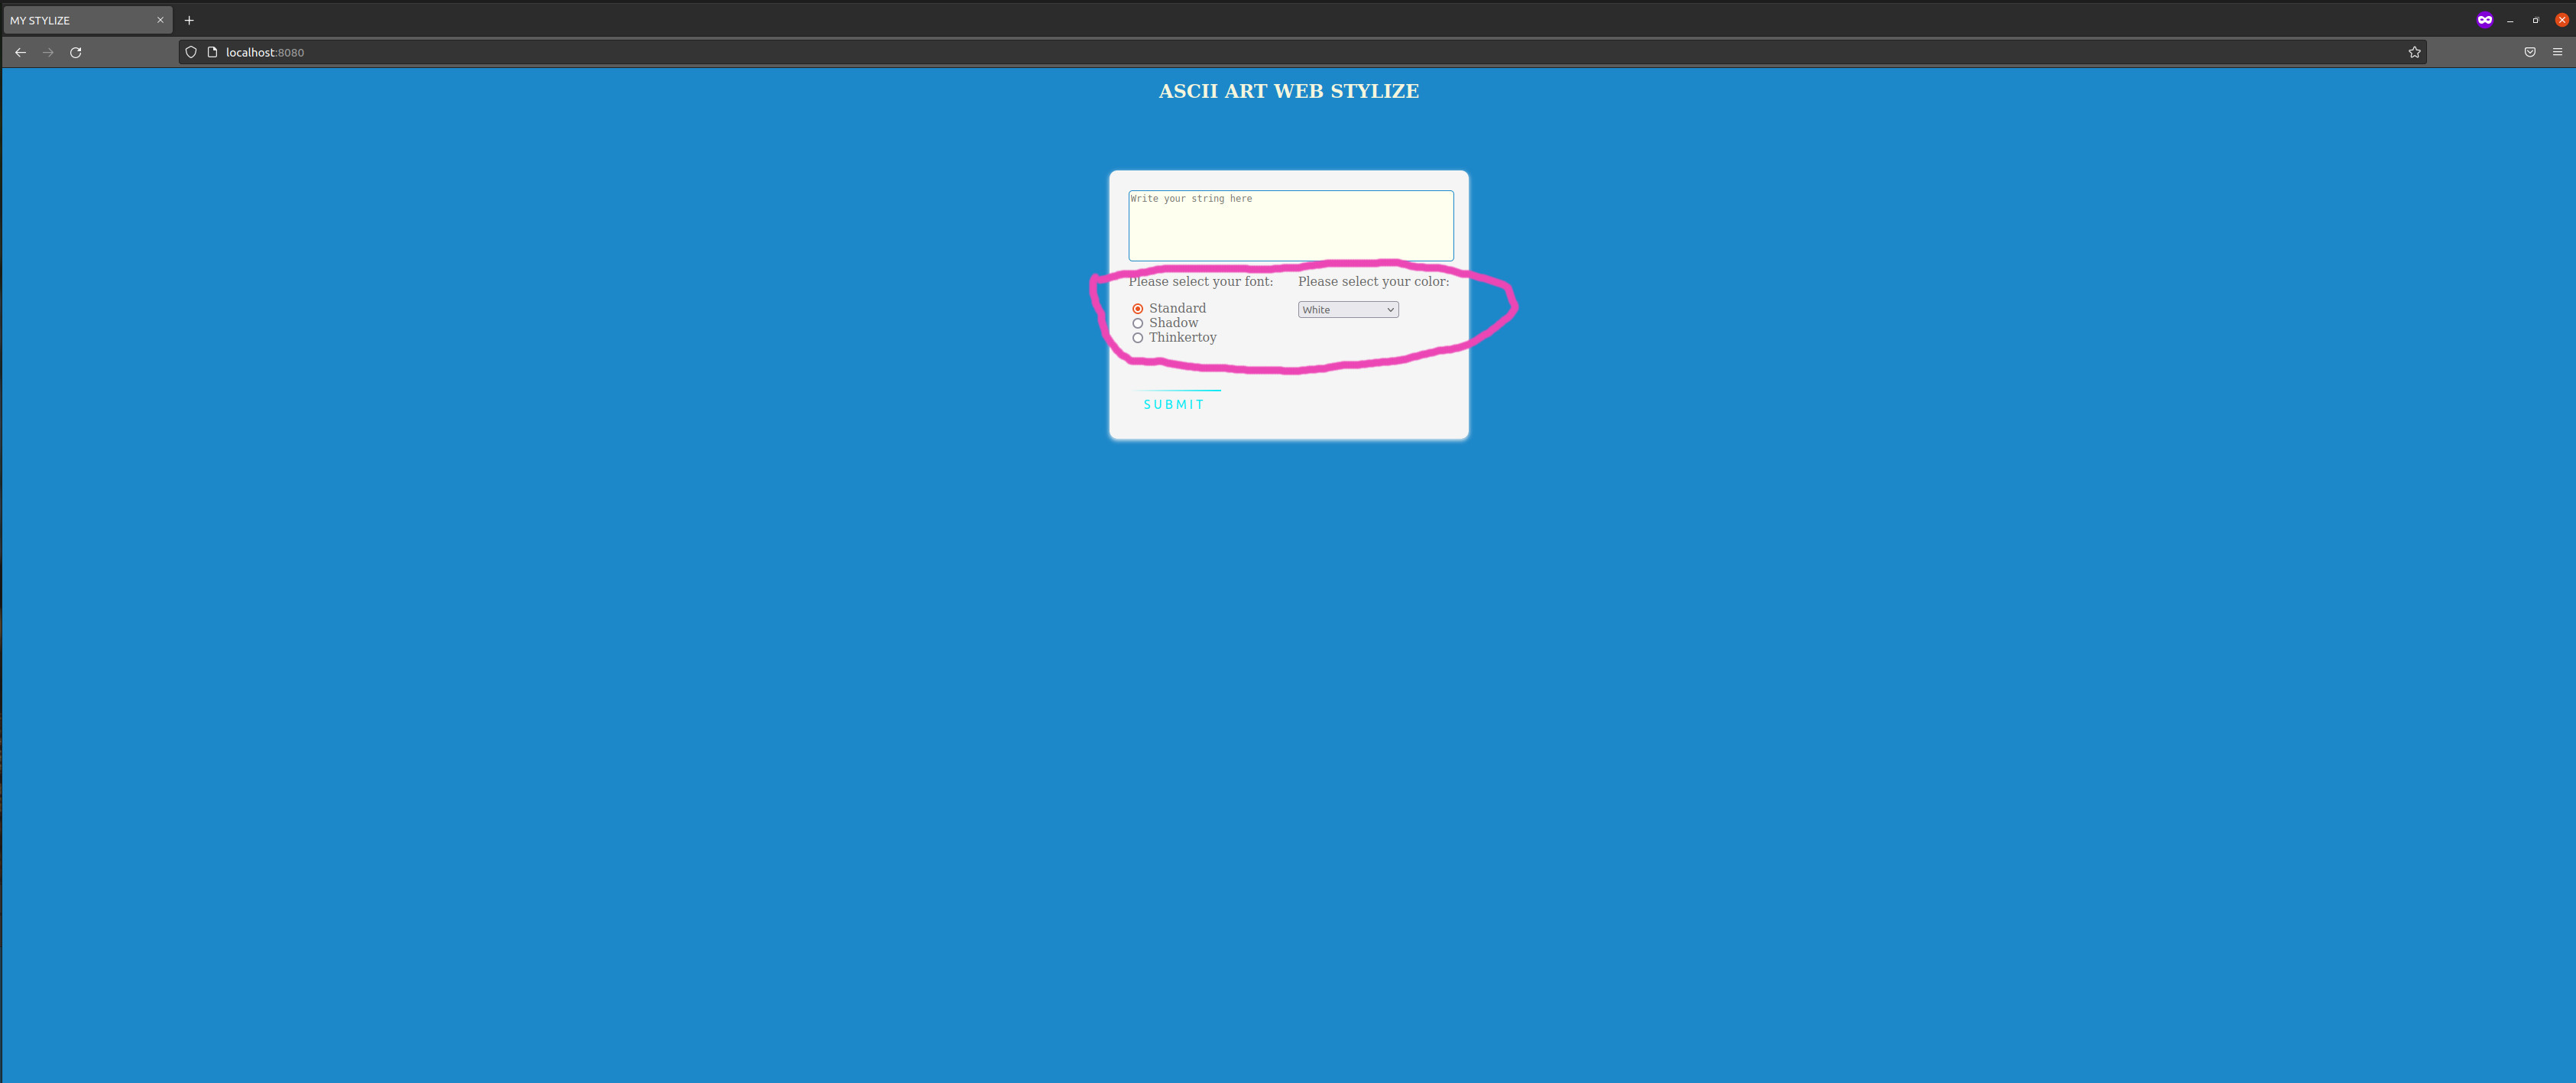 MY STYLIZE
localhost:8080
ASCII ART WEB STYLIZE
Write your string here
Please select your font: Please select your color:
Standard White
Shadow
Thinkertoy
SUBMIT